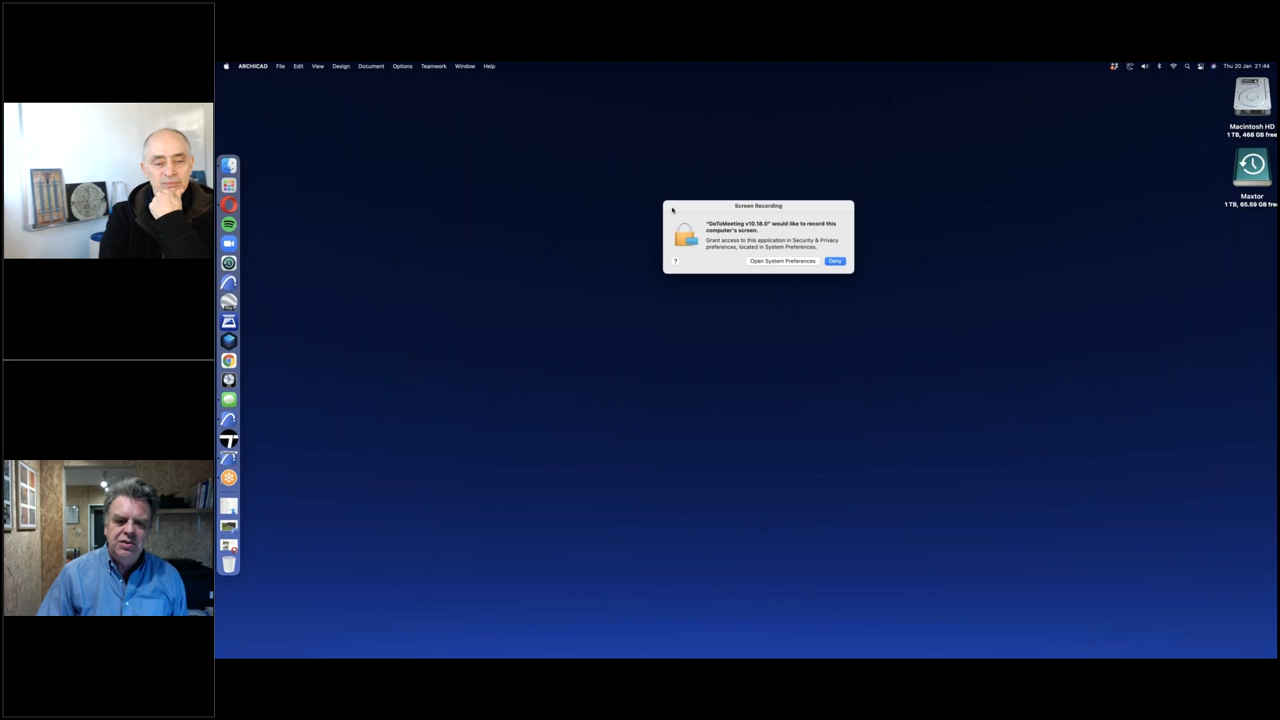 ARCHICAD File Edit View Design Document Options Teamwork Window Help
Thu 20 Jan 21:44
Macintosh HD
1 TB, 468 GB free
Maxtor
1 TB, 65.59 GB free
Screen Recording
"GoToMeeting v10.18.0" would like to record this
computer's screen.
Grant access to this application in Security & Privacy
preferences, located in System Preferences.
? Open System Preferences Deny